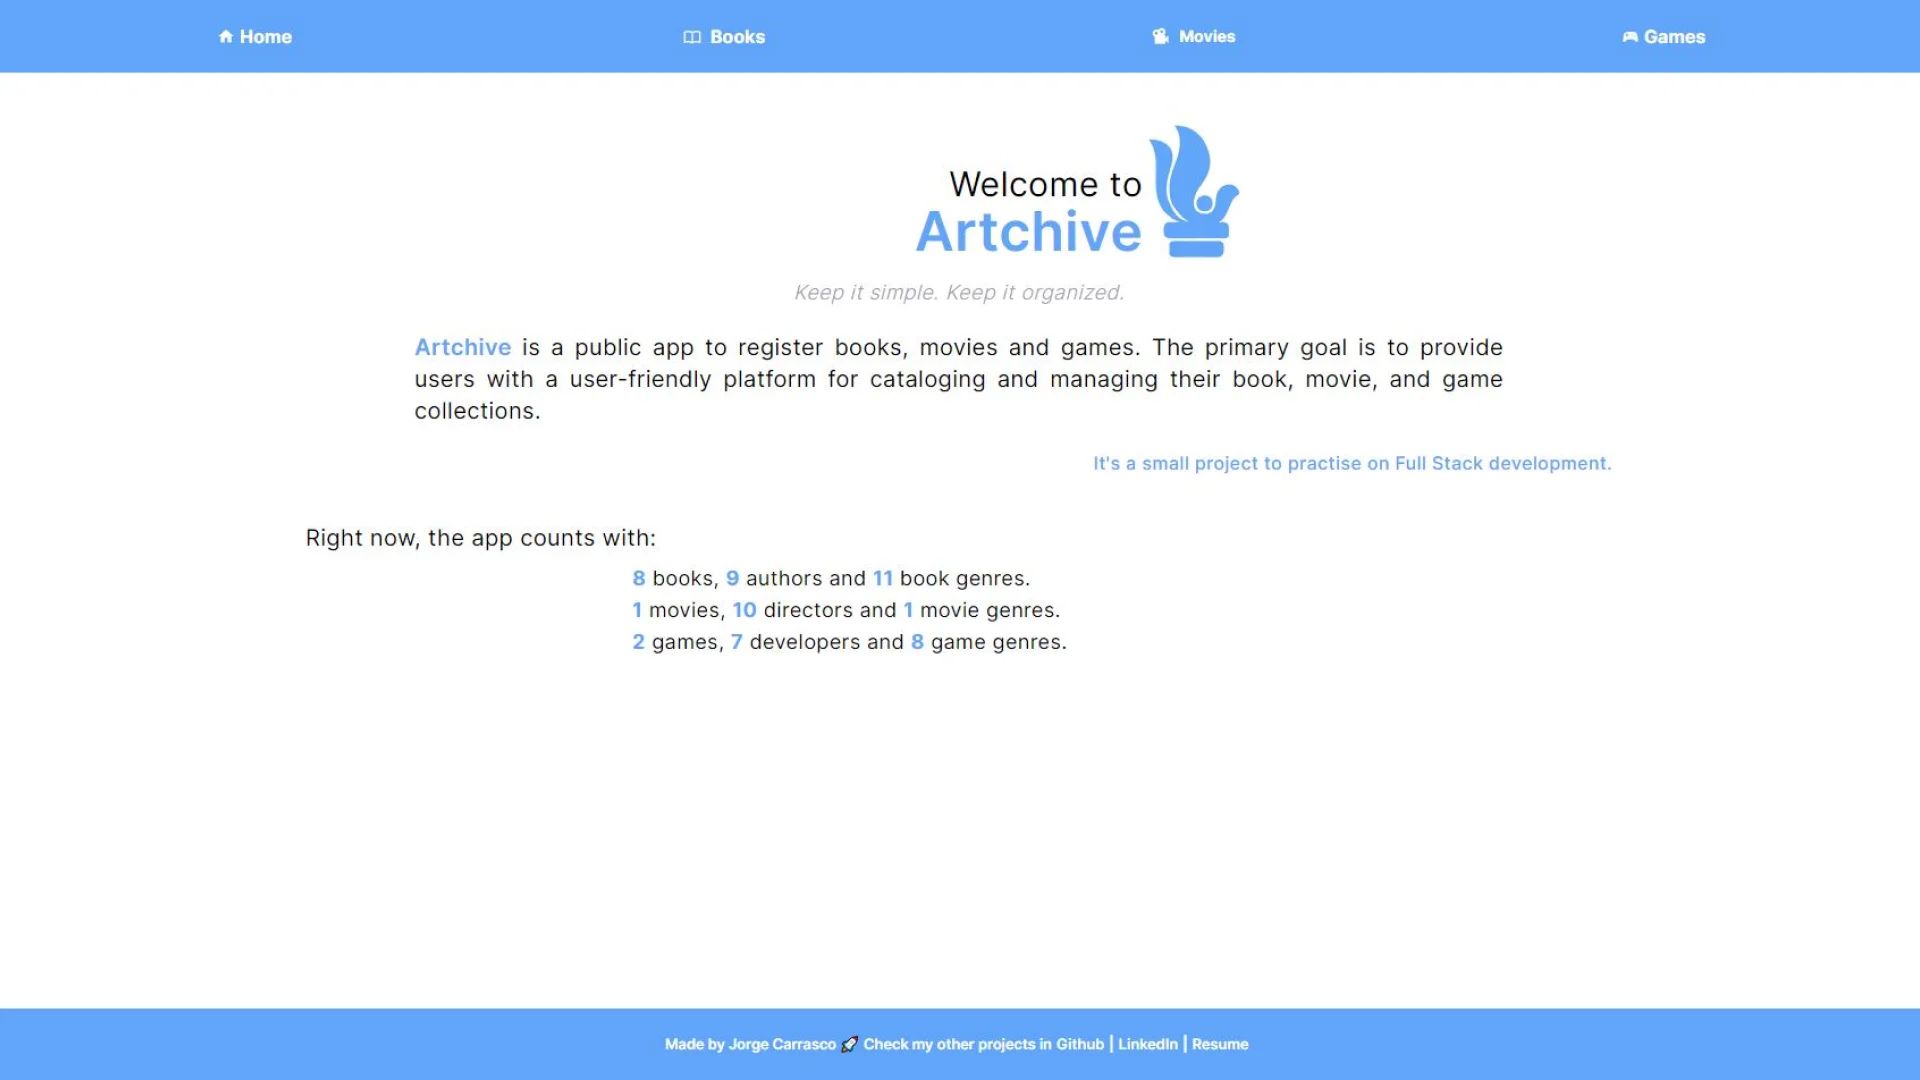 Home
Books
Movies
Games
Welcome to
Artchive
Keep it simple. Keep it organized.
Artchive is a public app to register books, movies and games. The primary goal is to provide
users with a user-friendly platform for cataloging and managing their book, movie, and game
collections.
It's a small project to practise on Full Stack development.
Right now, the app counts with:
8 books, 9 authors and 11 book genres.
1 movies, 10 directors and 1 movie genres.
2 games, 7 developers and 8 game genres.
Made by Jorge Carrasco 🚀 Check my other projects in Github | LinkedIn | Resume